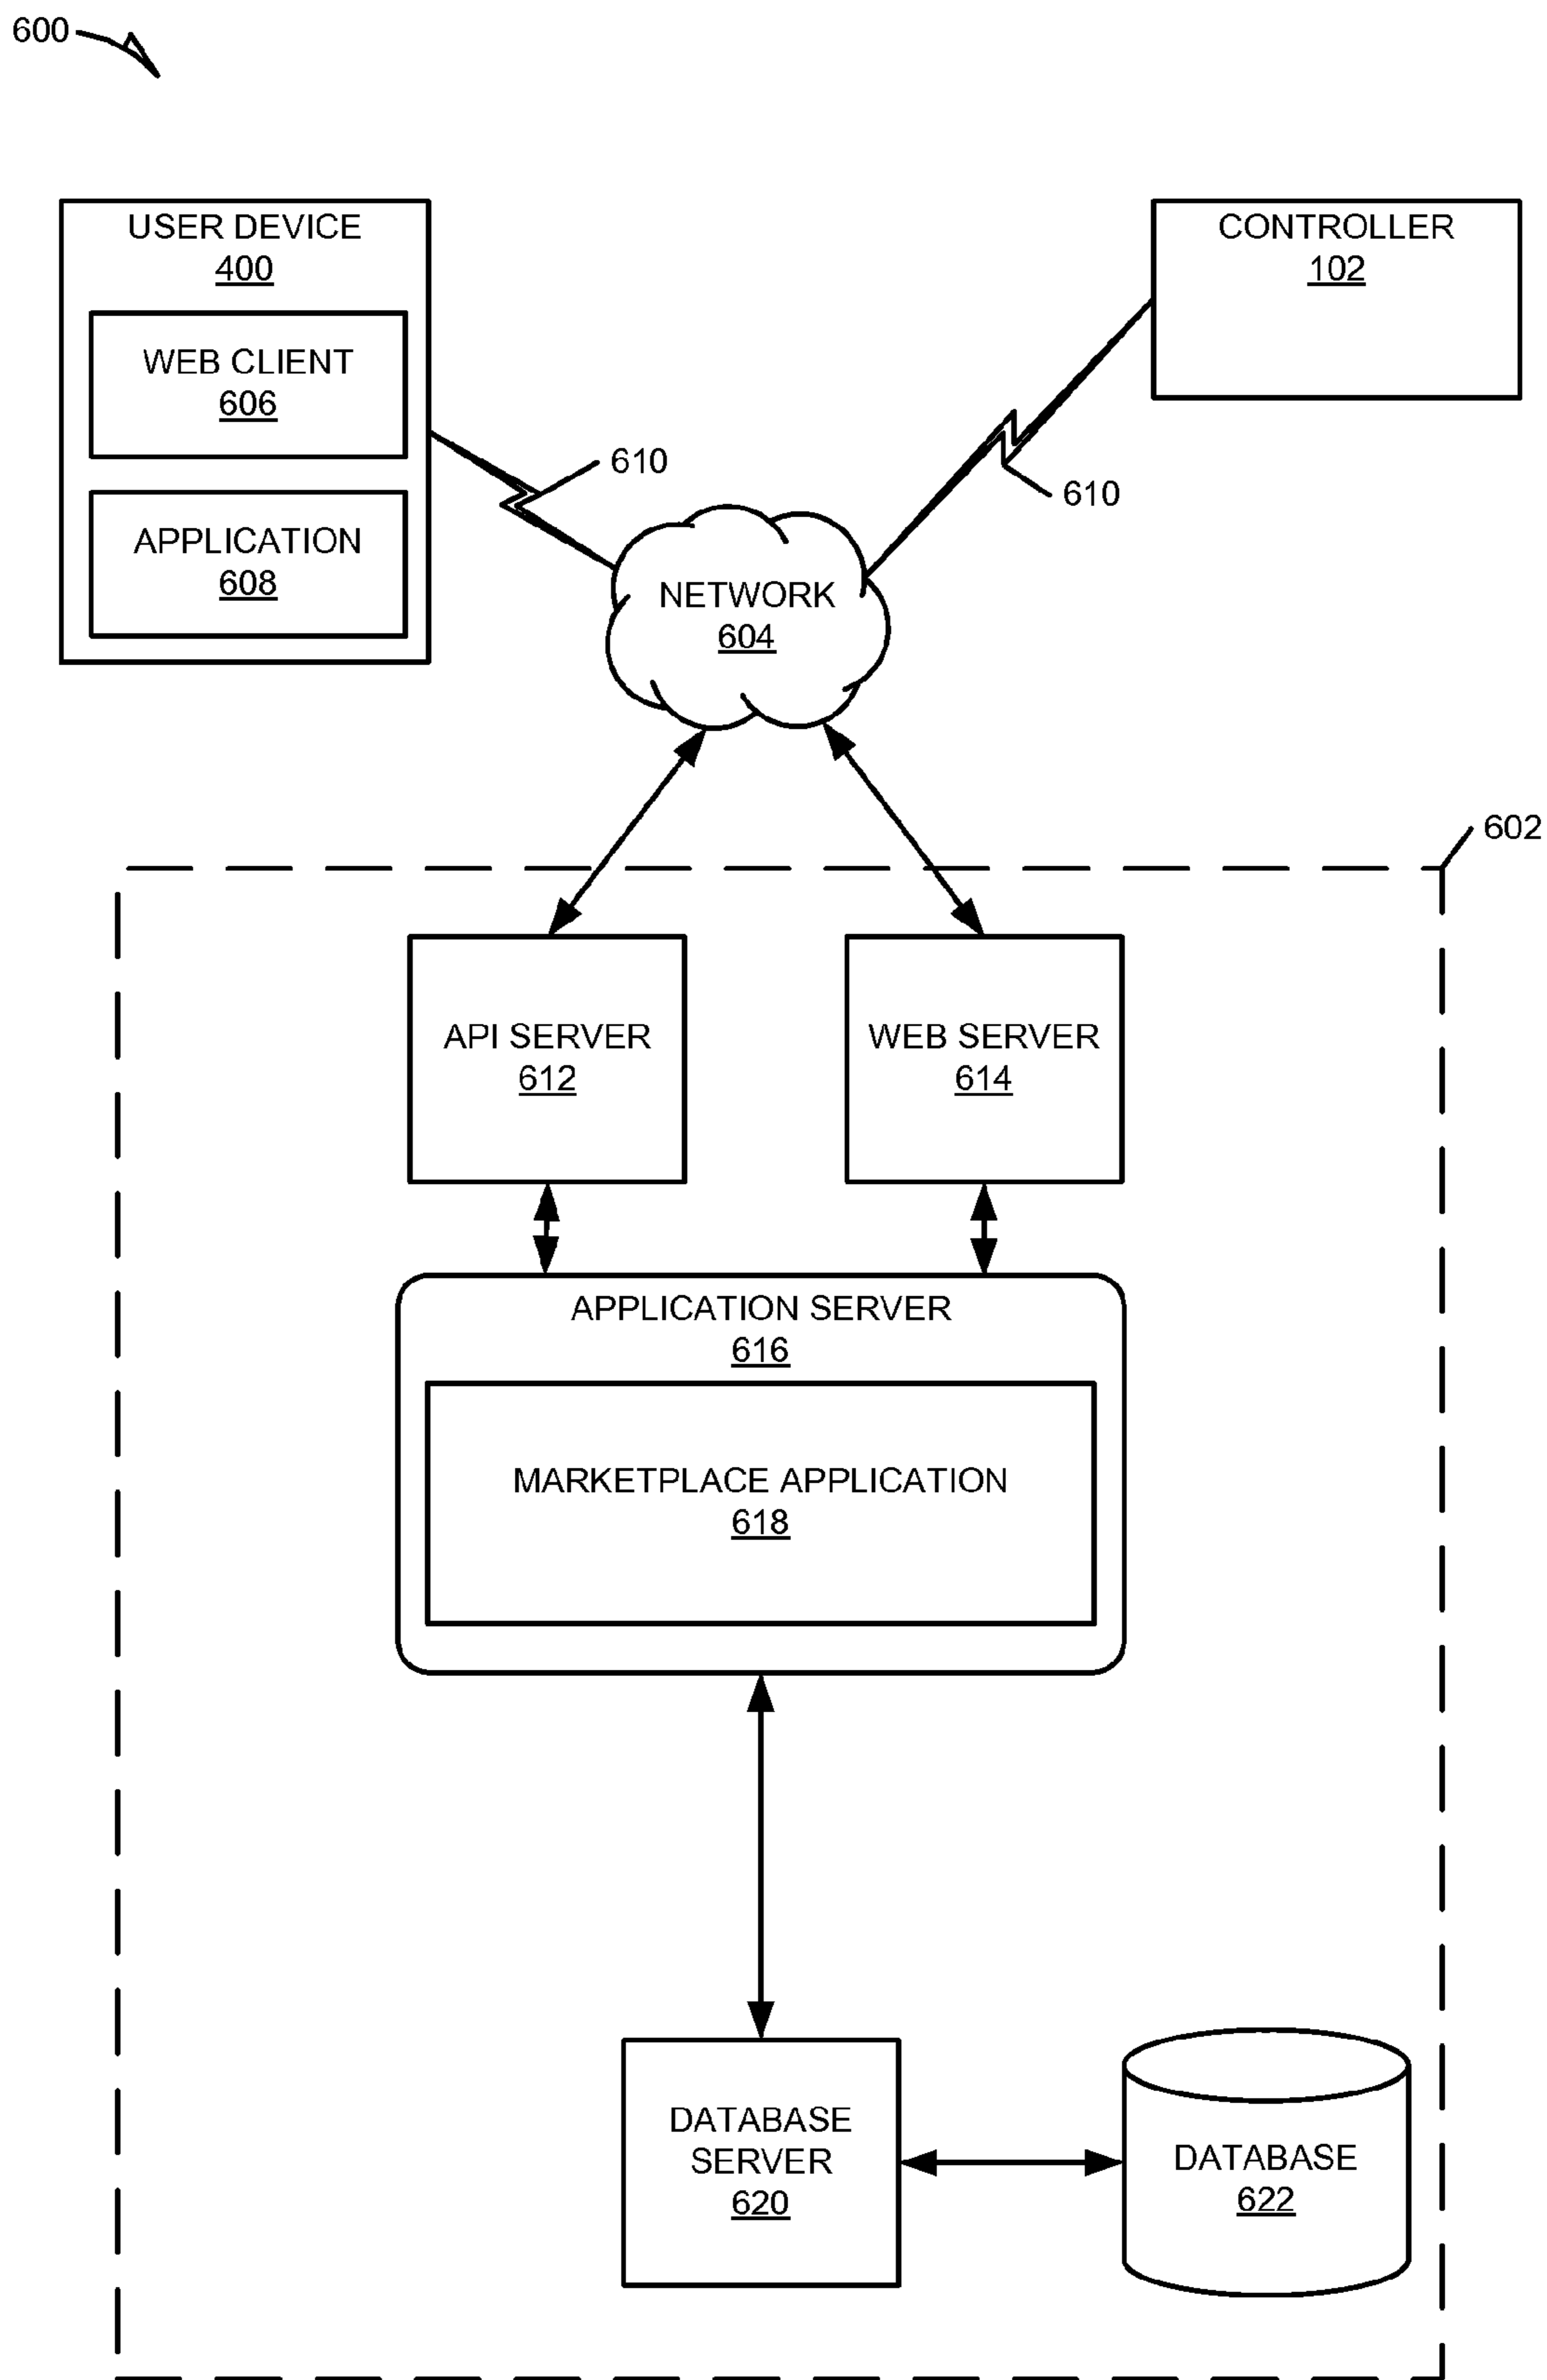 600
USER DEVICE
400
WEB CLIENT
606
APPLICATION
608
CONTROLLER
102
610
610
NETWORK
604
602
API SERVER
612
WEB SERVER
614
APPLICATION SERVER
616
MARKETPLACE APPLICATION
618
DATABASE
SERVER
620
DATABASE
622